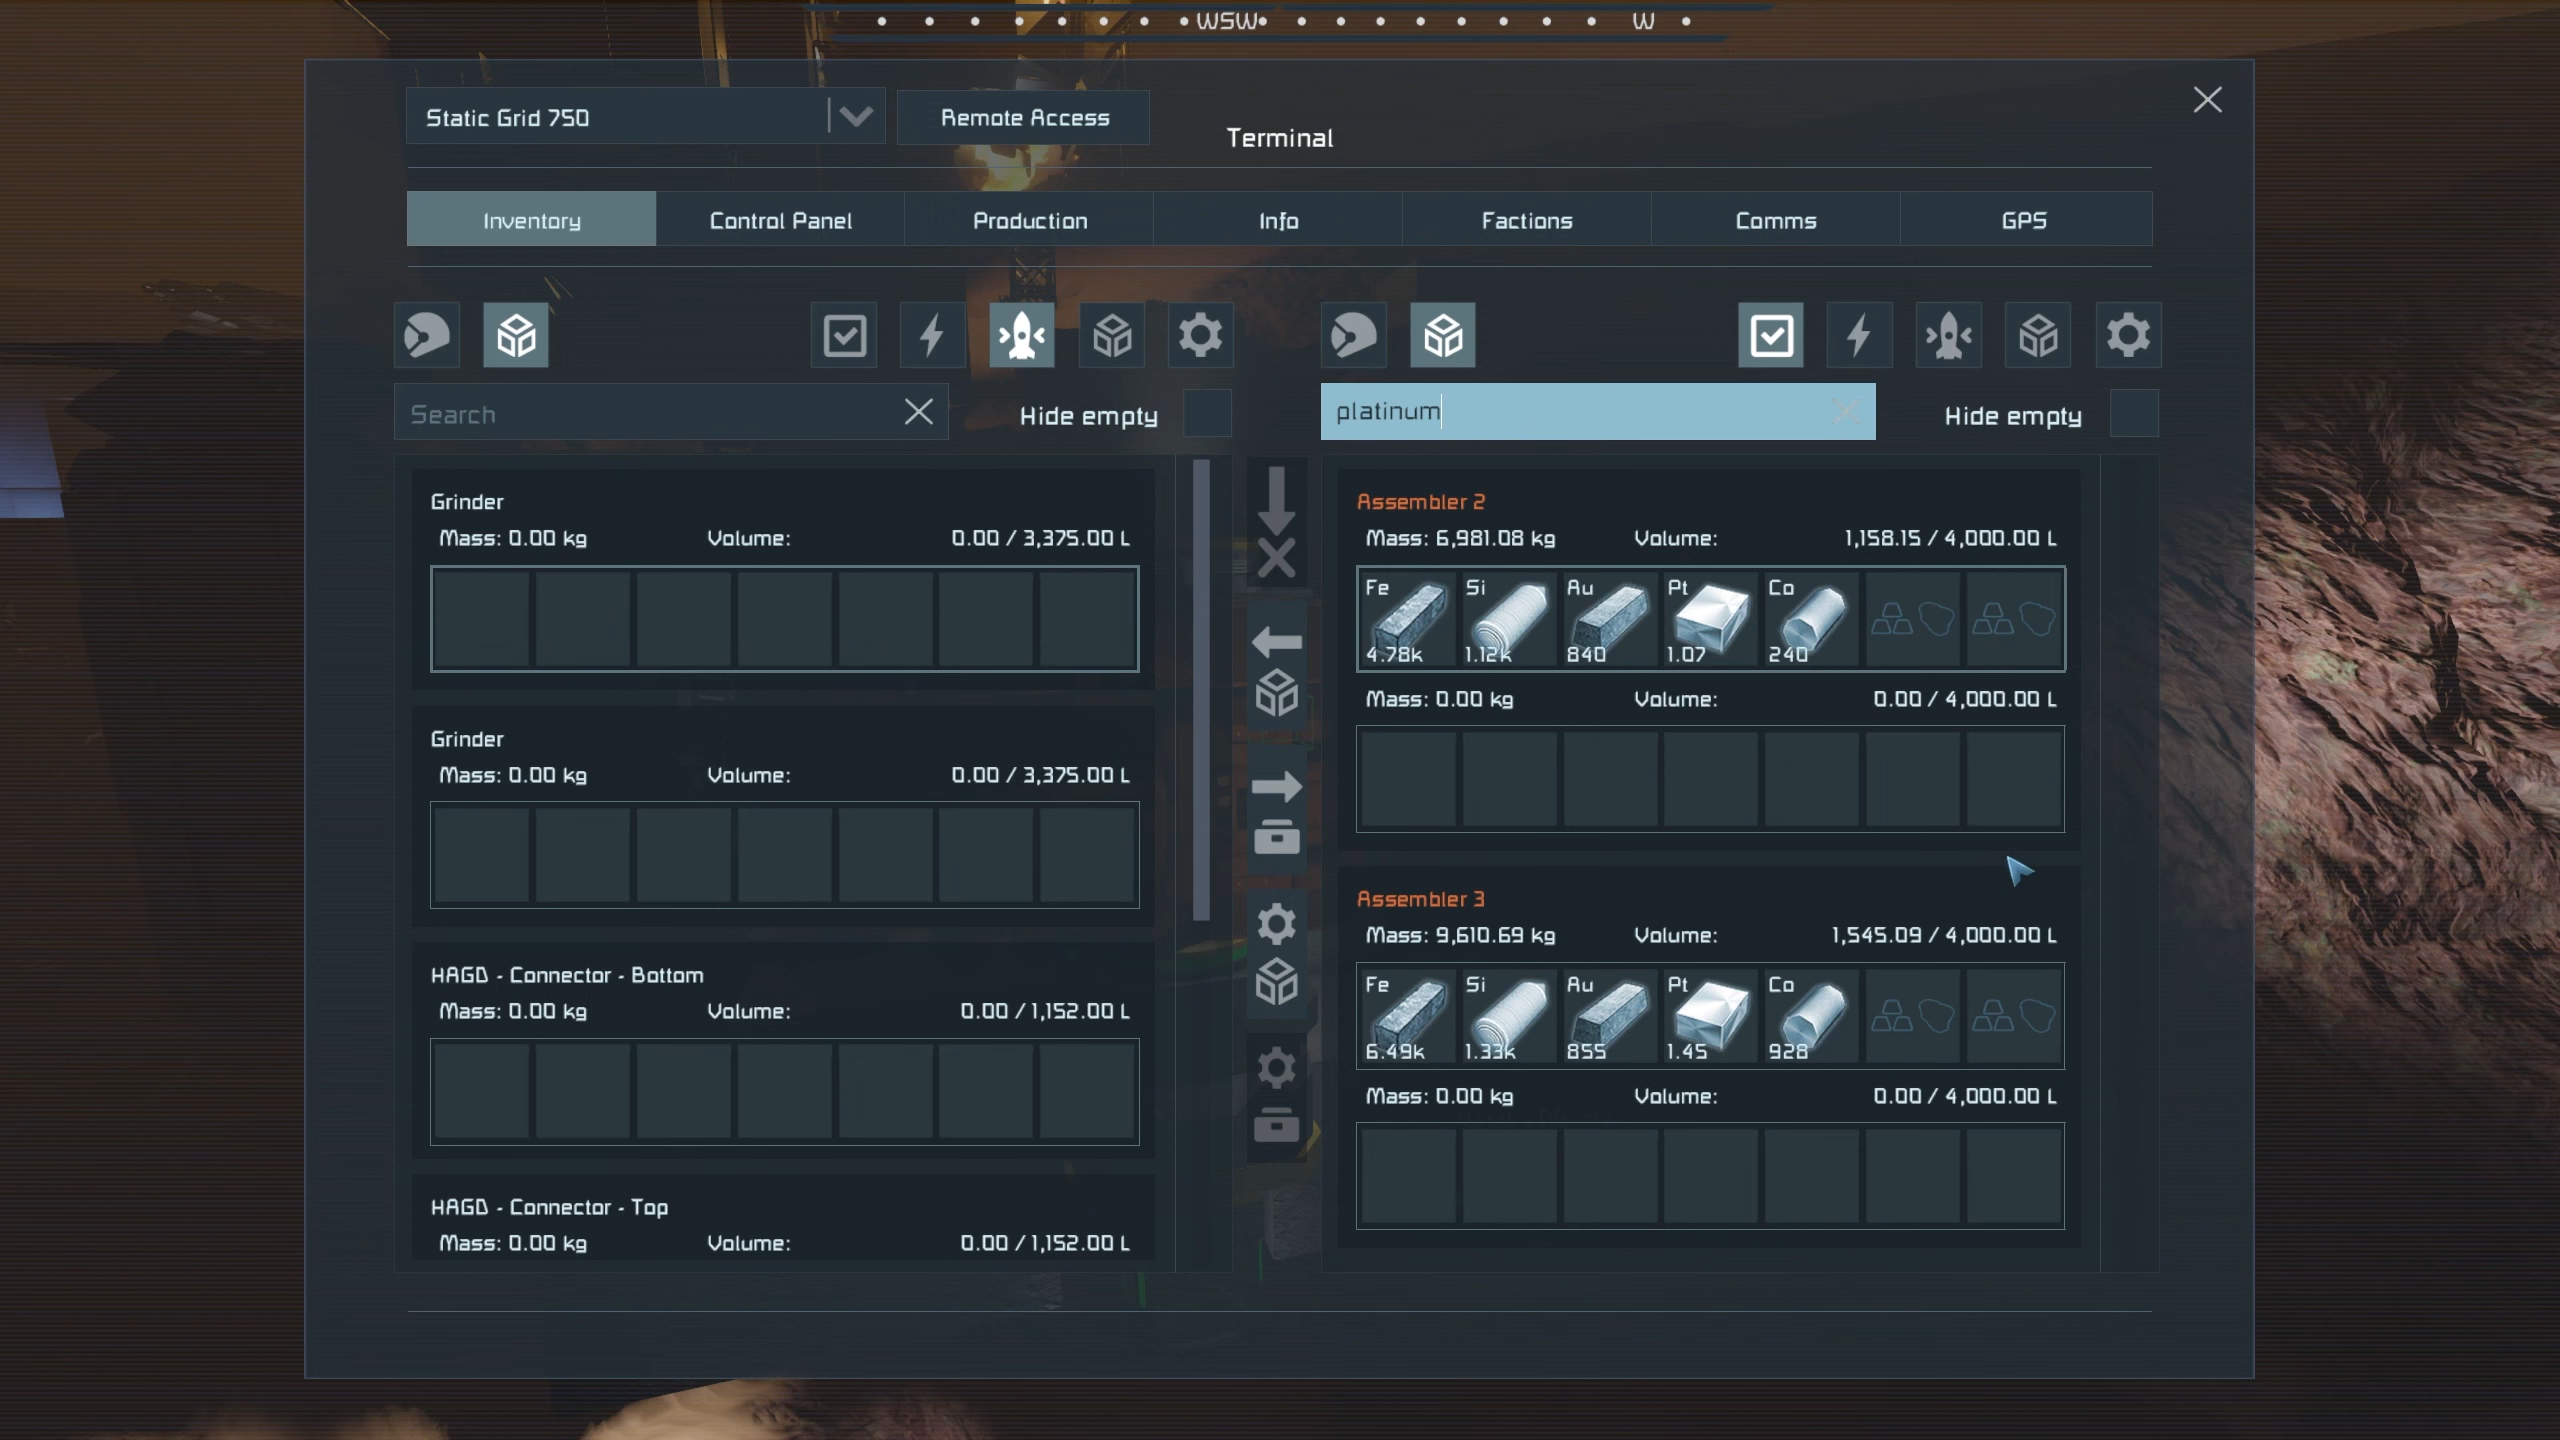 WSW W
Static Grid 750
Remote Access
Terminal
Inventory
Control Panel
Production
Info
Factions
Comms
GPS
Search
Hide empty
platinum
Hide empty
Grinder
Mass: 0.00 kg Volume: 0.00 / 3,375.00 L
Grinder
Mass: 0.00 kg Volume: 0.00 / 3,375.00 L
HAGD - Connector - Bottom
Mass: 0.00 kg Volume: 0.00 / 1,152.00 L
HAGD - Connector - Top
Mass: 0.00 kg Volume: 0.00 / 1,152.00 L
Assembler 2
Mass: 6,981.08 kg Volume: 1,158.15 / 4,000.00 L
Fe Si Au Pt Co
4.78k 1.12k 840 1.07 240
Mass: 0.00 kg Volume: 0.00 / 4,000.00 L
Assembler 3
Mass: 9,610.69 kg Volume: 1,545.09 / 4,000.00 L
Fe Si Au Pt Co
6.49k 1.33k 855 1.45 928
Mass: 0.00 kg Volume: 0.00 / 4,000.00 L